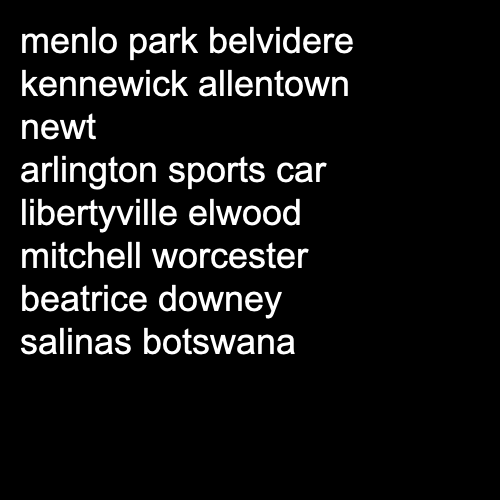 menlo park belvidere
kennewick allentown
newt
arlington sports car
libertyville elwood
mitchell worcester
beatrice downey
salinas botswana